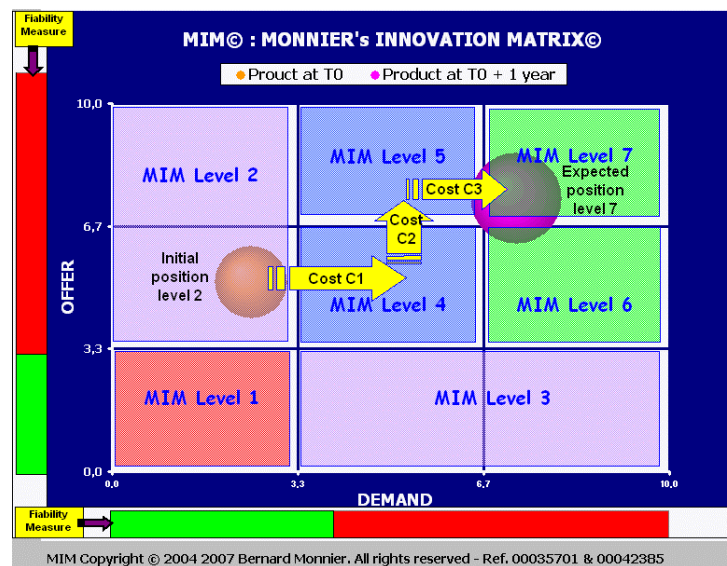 Fiability
Measure
MIM© : MONNIER's INNOVATION MATRIX©
Prouct at T0
Product at T0 + 1 year
10,0
MIM Level 2
MIM Level 5
MIM Level 7
Cost C3
Expected
position
level 7
6,7
Cost
C2
OFFER
Initial
position
level 2
Cost C1
MIM Level 4
MIM Level 6
3,3
MIM Level 1
MIM Level 3
0,0
0,0
3,3
6,7
10,0
DEMAND
Fiability
Measure
MIM Copyright © 2004 2007 Bernard Monnier. All rights reserved - Ref. 00035701 & 00042385